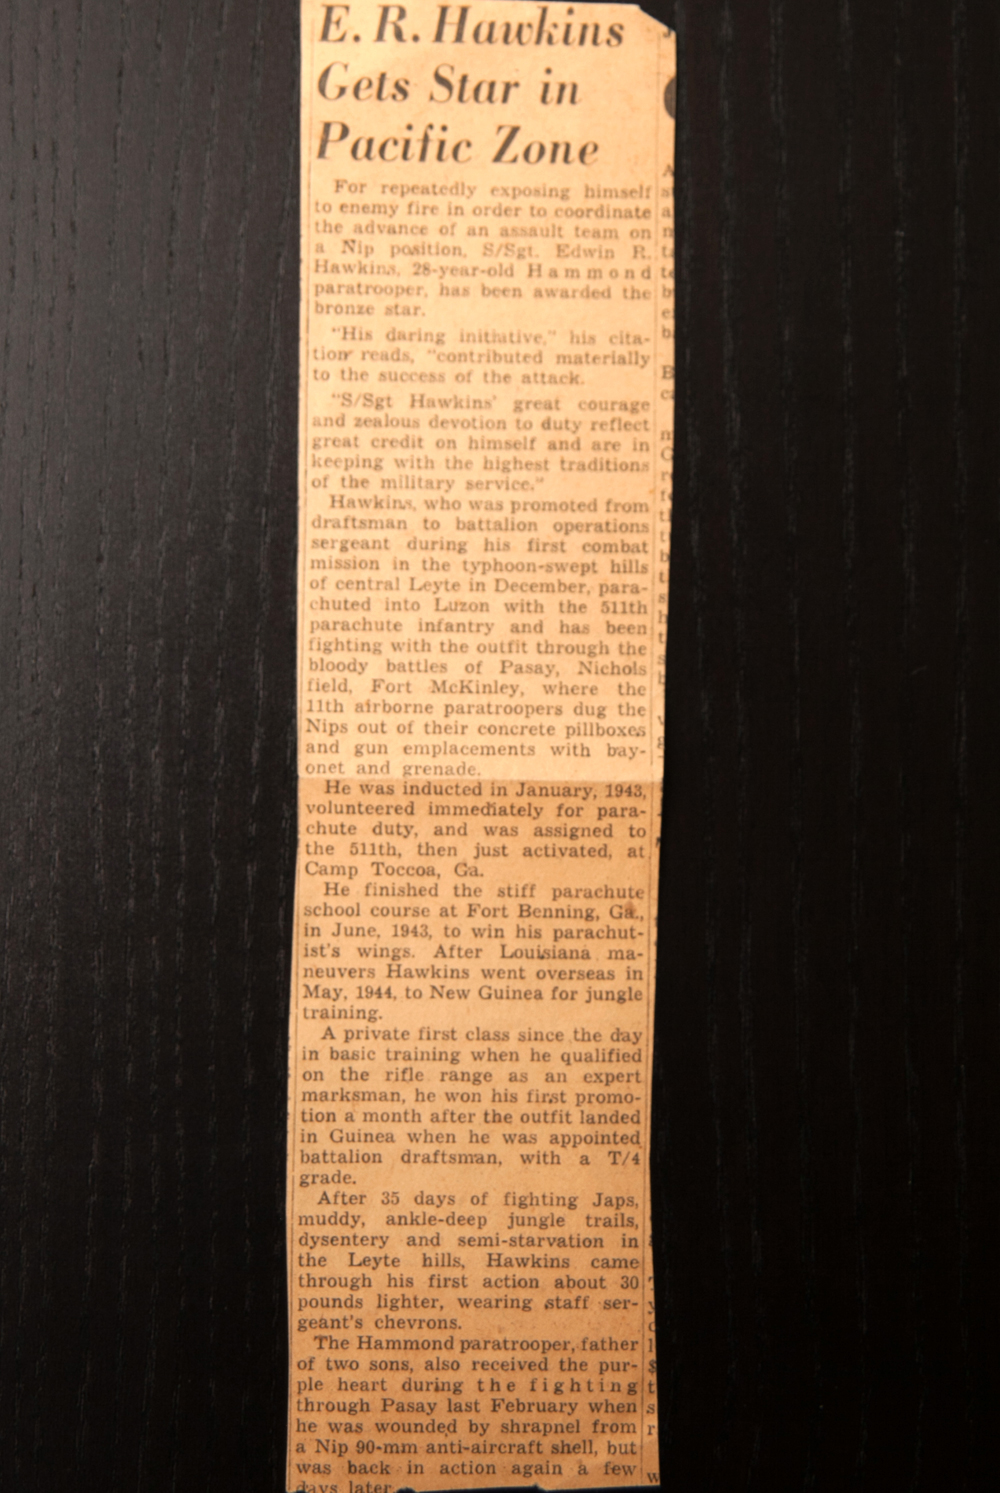 E. R. Hawkins
Gets Star in
Pacific Zone
For repeatedly exposing himself
to enemy fire in order to coordinate
the advance of an assault team on
a Nip position, S/Sgt. Edwin R.
Hawkins, 28-year-old Hammond
paratrooper, has been awarded the
bronze star.
"His daring initiative," his cita-
tion reads, "contributed materially
to the success of the attack.
"S/Sgt Hawkins' great courage
and zealous devotion to duty reflect
great credit on himself and are in
keeping with the highest traditions
of the military service."
Hawkins, who was promoted from
draftsman to battalion operations
sergeant during his first combat
mission in the typhoon-swept hills
of central Leyte in December, para-
chuted into Luzon with the 511th
parachute infantry and has been
fighting with the outfit through the
bloody battles of Pasay, Nichols
field, Fort McKinley, where the
11th airborne paratroopers dug the
Nips out of their concrete pillboxes
and gun emplacements with bay-
onet and grenade.
He was inducted in January, 1943,
volunteered immediately for para-
chute duty, and was assigned to
the 511th, then just activated, at
Camp Toccoa, Ga.
He finished the stiff parachute
school course at Fort Benning, Ga.,
in June, 1943, to win his parachut-
ist's wings. After Louisiana ma-
neuvers Hawkins went overseas in
May, 1944, to New Guinea for jungle
training.
A private first class since the day
in basic training when he qualified
on the rifle range as an expert
marksman, he won his first promo-
tion a month after the outfit landed
in Guinea when he was appointed
battalion draftsman, with a T/4
grade.
After 35 days of fighting Japs,
muddy, ankle-deep jungle trails,
dysentery and semi-starvation in
the Leyte hills, Hawkins came
through his first action about 30
pounds lighter, wearing staff ser-
geant's chevrons.
The Hammond paratrooper, father
of two sons, also received the pur-
ple heart during the fighting
through Pasay last February when
he was wounded by shrapnel from
a Nip 90-mm anti-aircraft shell, but
was back in action again a few
days later.